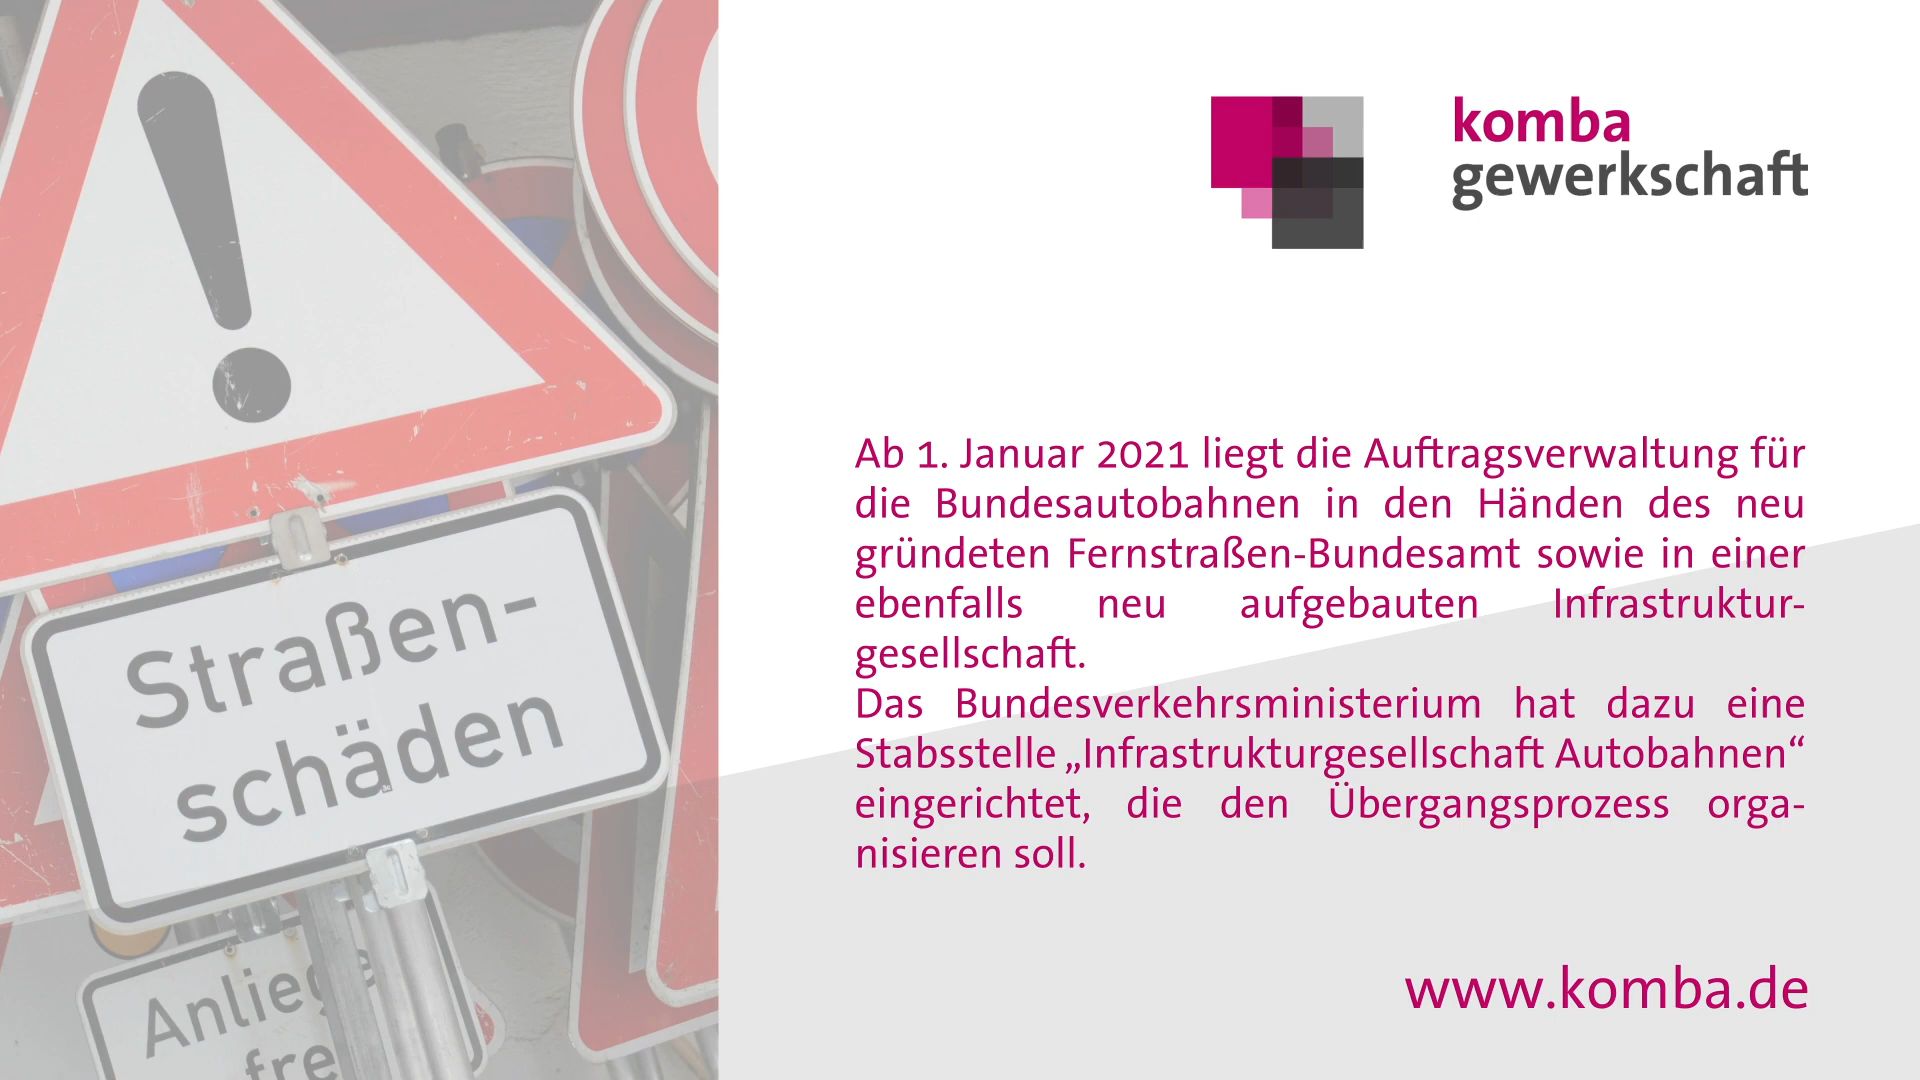 Straßen-
schäden
komba
gewerkschaft
Ab 1. Januar 2021 liegt die Auftragsverwaltung für
die Bundesautobahnen in den Händen des neu
gründeten Fernstraßen-Bundesamt sowie in einer
ebenfalls neu aufgebauten Infrastruktur-
gesellschaft.
Das Bundesverkehrsministerium hat dazu eine
Stabsstelle „Infrastrukturgesellschaft Autobahnen“
eingerichtet, die den Übergangsprozess orga-
nisieren soll.
www.komba.de